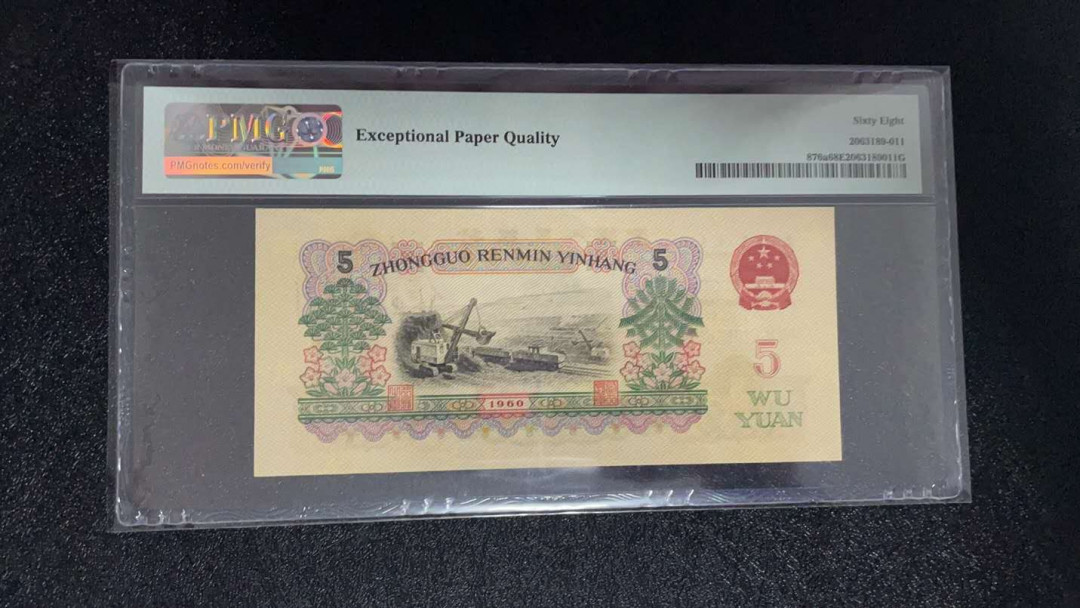 PMG
PMGnotes.com/verify
Exceptional Paper Quality
Sixty Eight
2063180-011
876a68E2063180011G
5 ZHONGGUO RENMIN YINHANG 5
1960
5
WU
YUAN